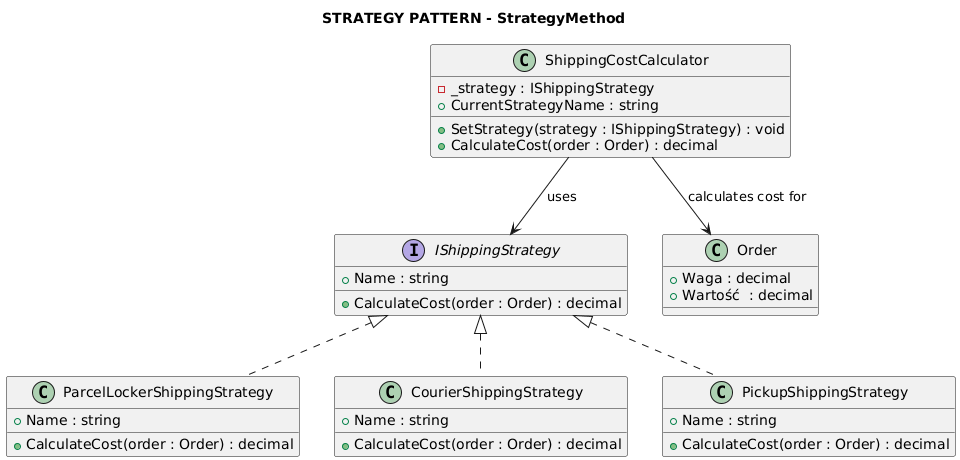 STRATEGY PATTERN - StrategyMethod
C ShippingCostCalculator
_strategy : IShippingStrategy
CurrentStrategyName : string
SetStrategy(strategy : IShippingStrategy) : void
CalculateCost(order : Order) : decimal
uses
calculates cost for
I IShippingStrategy
Name : string
CalculateCost(order : Order) : decimal
C Order
Waga : decimal
Wartość : decimal
C ParcelLockerShippingStrategy
Name : string
CalculateCost(order : Order) : decimal
C CourierShippingStrategy
Name : string
CalculateCost(order : Order) : decimal
C PickupShippingStrategy
Name : string
CalculateCost(order : Order) : decimal